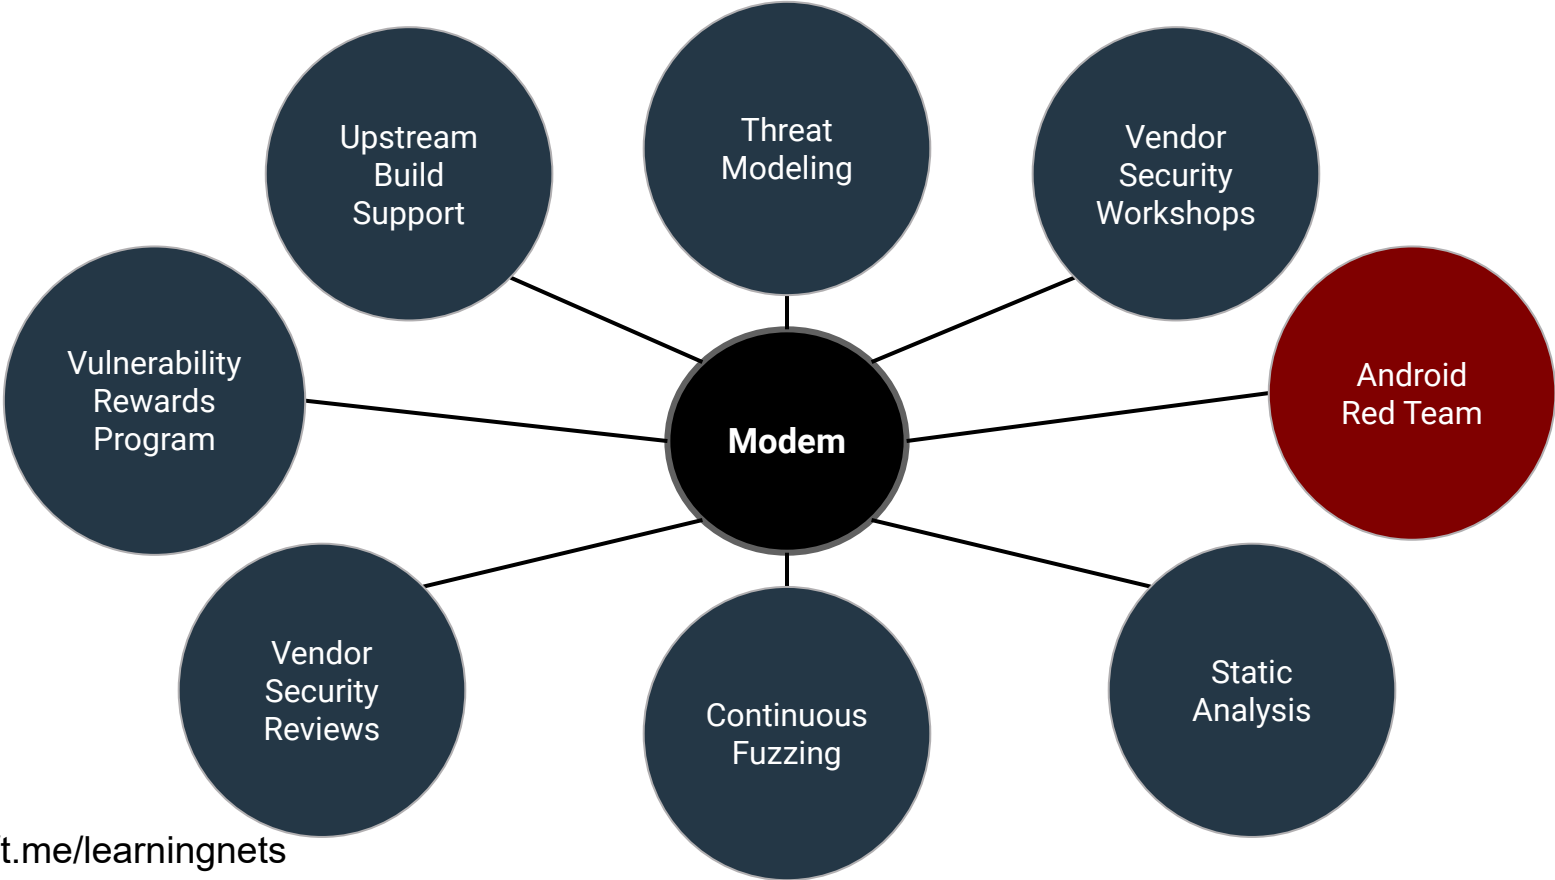 Threat
Modeling
Upstream
Build
Support
Vendor
Security
Workshops
Vulnerability
Rewards
Program
Android
Red Team
Modem
Vendor
Security
Reviews
Continuous
Fuzzing
Static
Analysis
t.me/learningnets